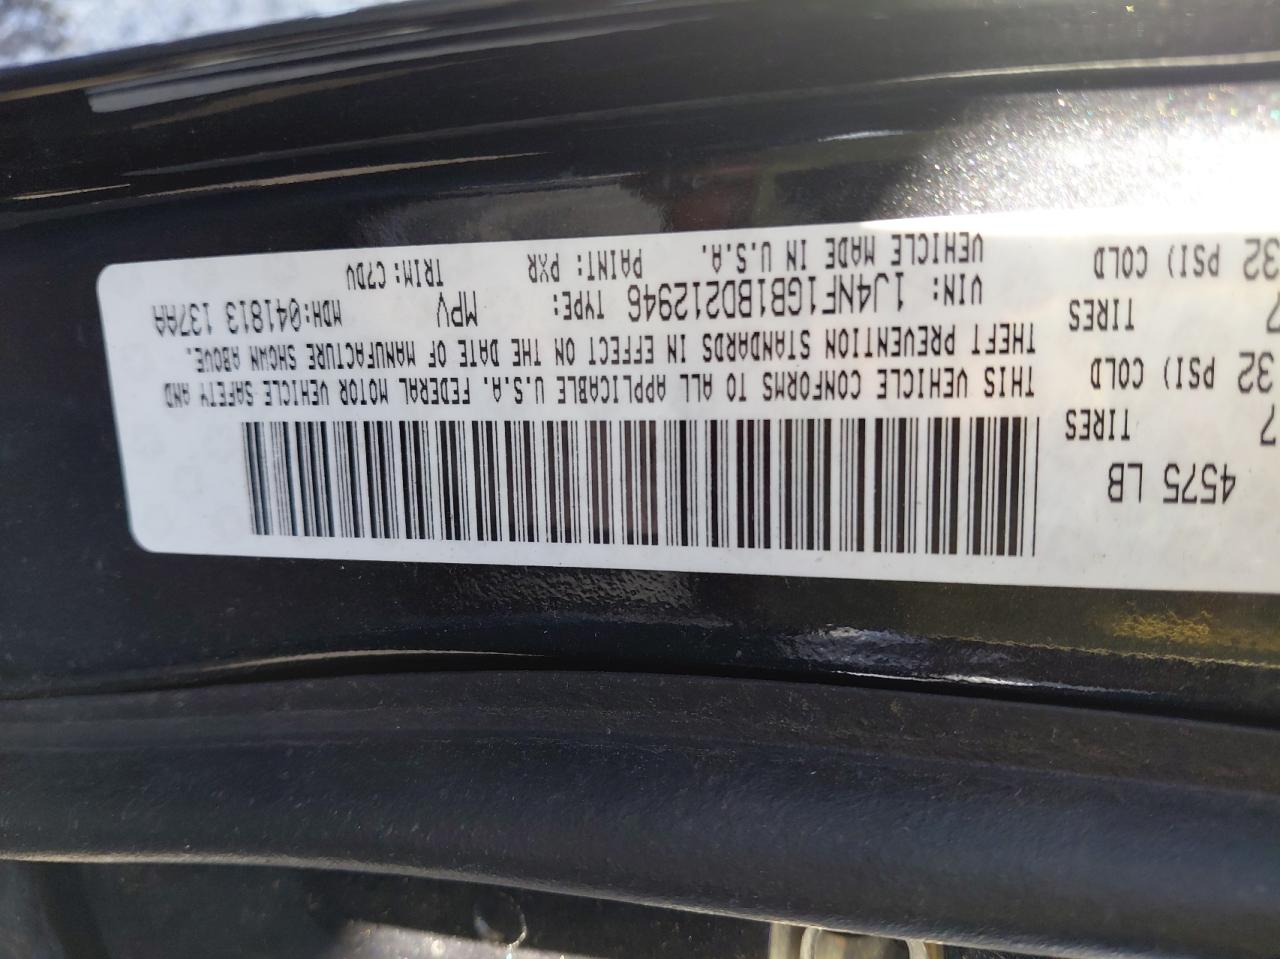 4575 LB
7 TIRES
32 PSI) COLD
7 TIRES
32 PSI) COLD
THIS VEHICLE CONFORMS TO ALL APPLICABLE U.S.A. FEDERAL MOTOR VEHICLE SAFETY AND
THEFT PREVENTION STANDARDS IN EFFECT ON THE DATE OF MANUFACTURE SHOWN ABOVE.
VIN: 1J4NF1GB1BD212946 TYPE: MPV MDH:041813 137AA
VEHICLE MADE IN U.S.A. PAINT: PXR TRIM: C7DV